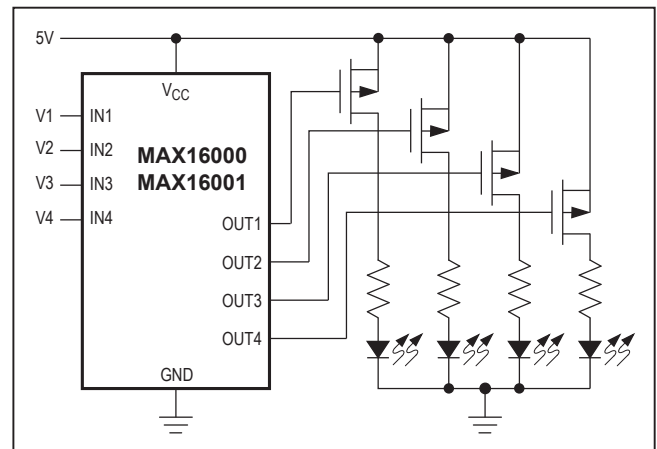 5V
VCC
V1 IN1
V2 IN2
V3 IN3
V4 IN4
MAX16000
MAX16001
OUT1
OUT2
OUT3
OUT4
GND